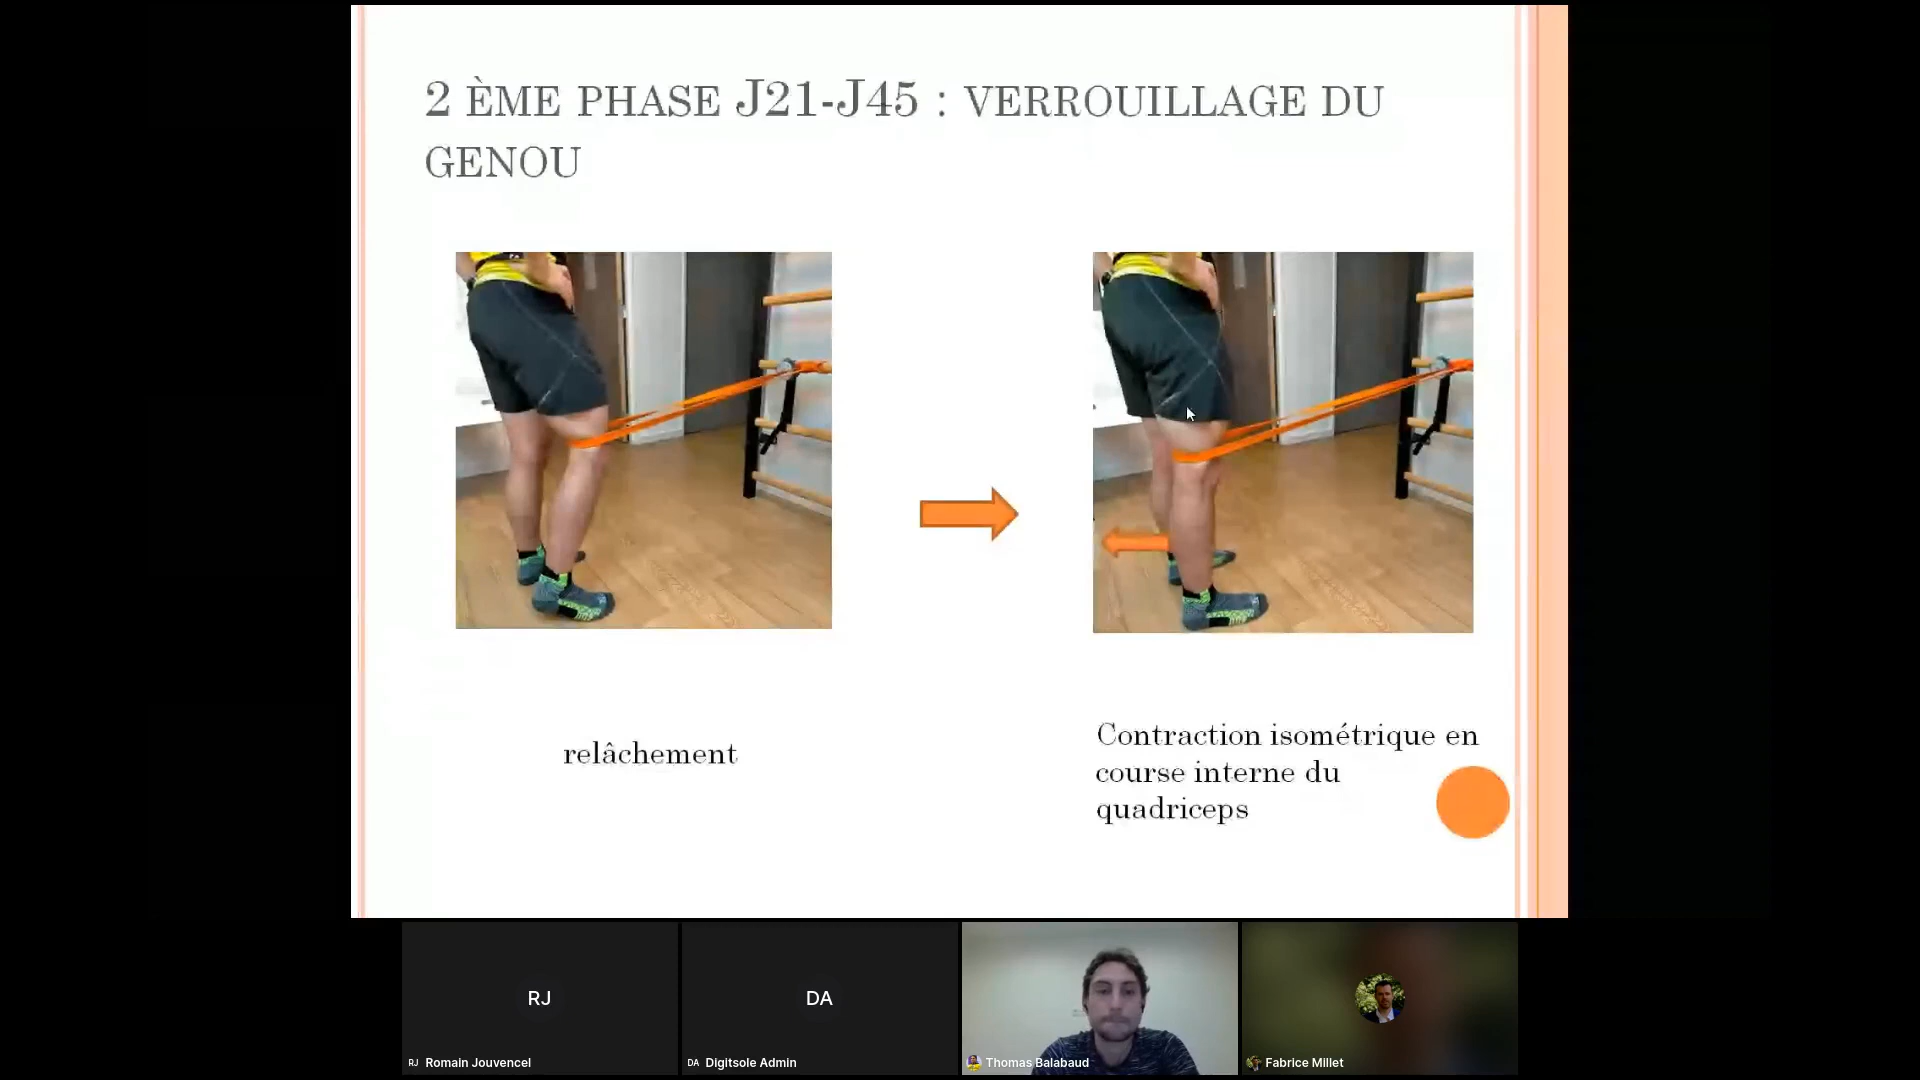 2 ÈME PHASE J21-J45 : VERROUILLAGE DU
GENOU
relâchement
Contraction isométrique en
course interne du
quadriceps
RJ
DA
RJ Romain Jouvencel
DA Digitsole Admin
Thomas Balabaud
Fabrice Millet